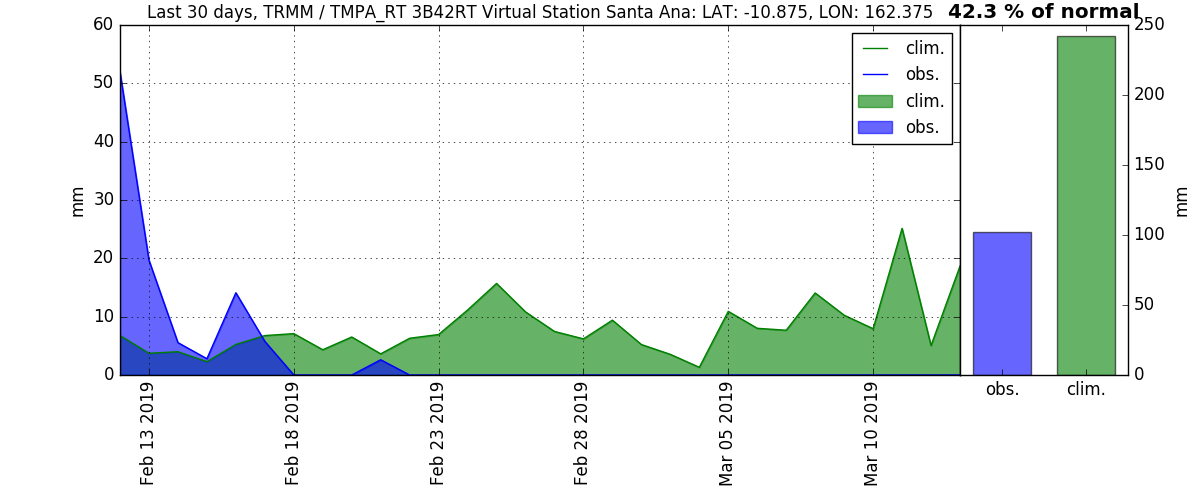 Last 30 days, TRMM / TMPA_RT 3B42RT Virtual Station Santa Ana: LAT: -10.875, LON: 162.375
42.3 % of normal
60
50
40
30
20
10
0
mm
clim.
obs.
clim.
obs.
250
200
150
100
50
0
mm
obs.
clim.
Feb 13 2019
Feb 18 2019
Feb 23 2019
Feb 28 2019
Mar 05 2019
Mar 10 2019